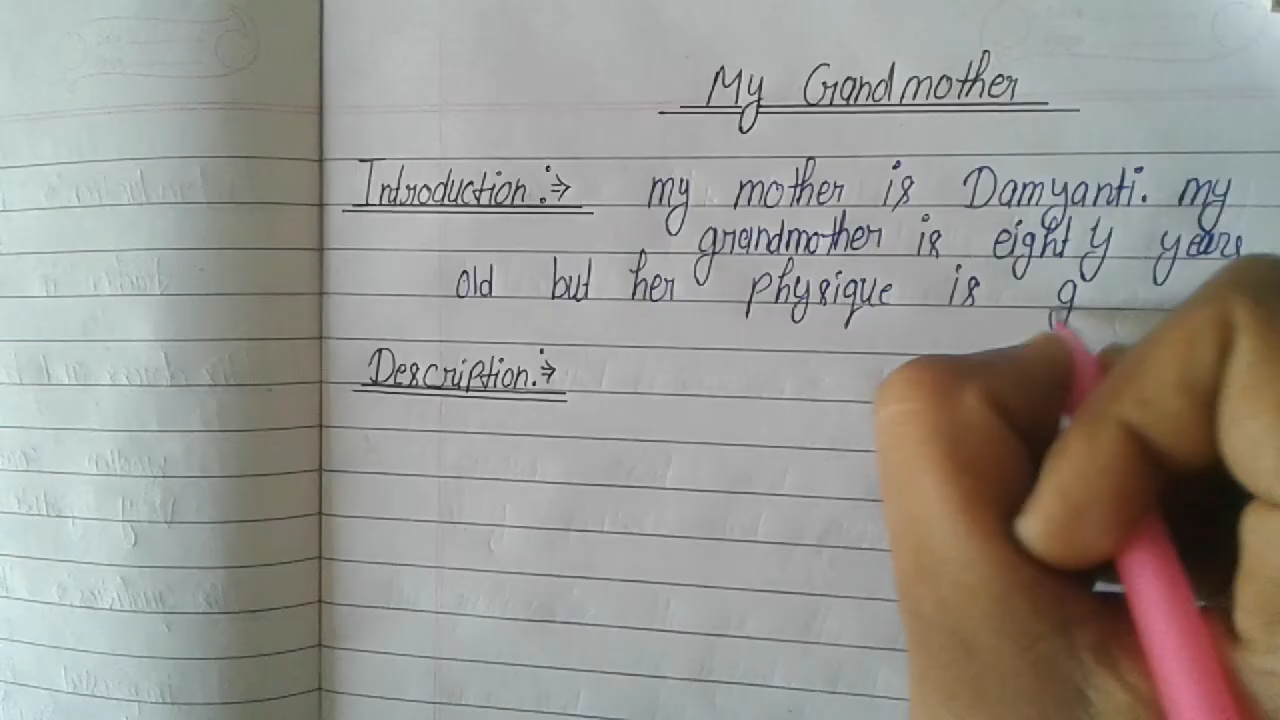 My Grandmother
Introduction :⇒ my mother is Damyanti. my
grandmother is eighty years
old but her physique is g
Description :⇒